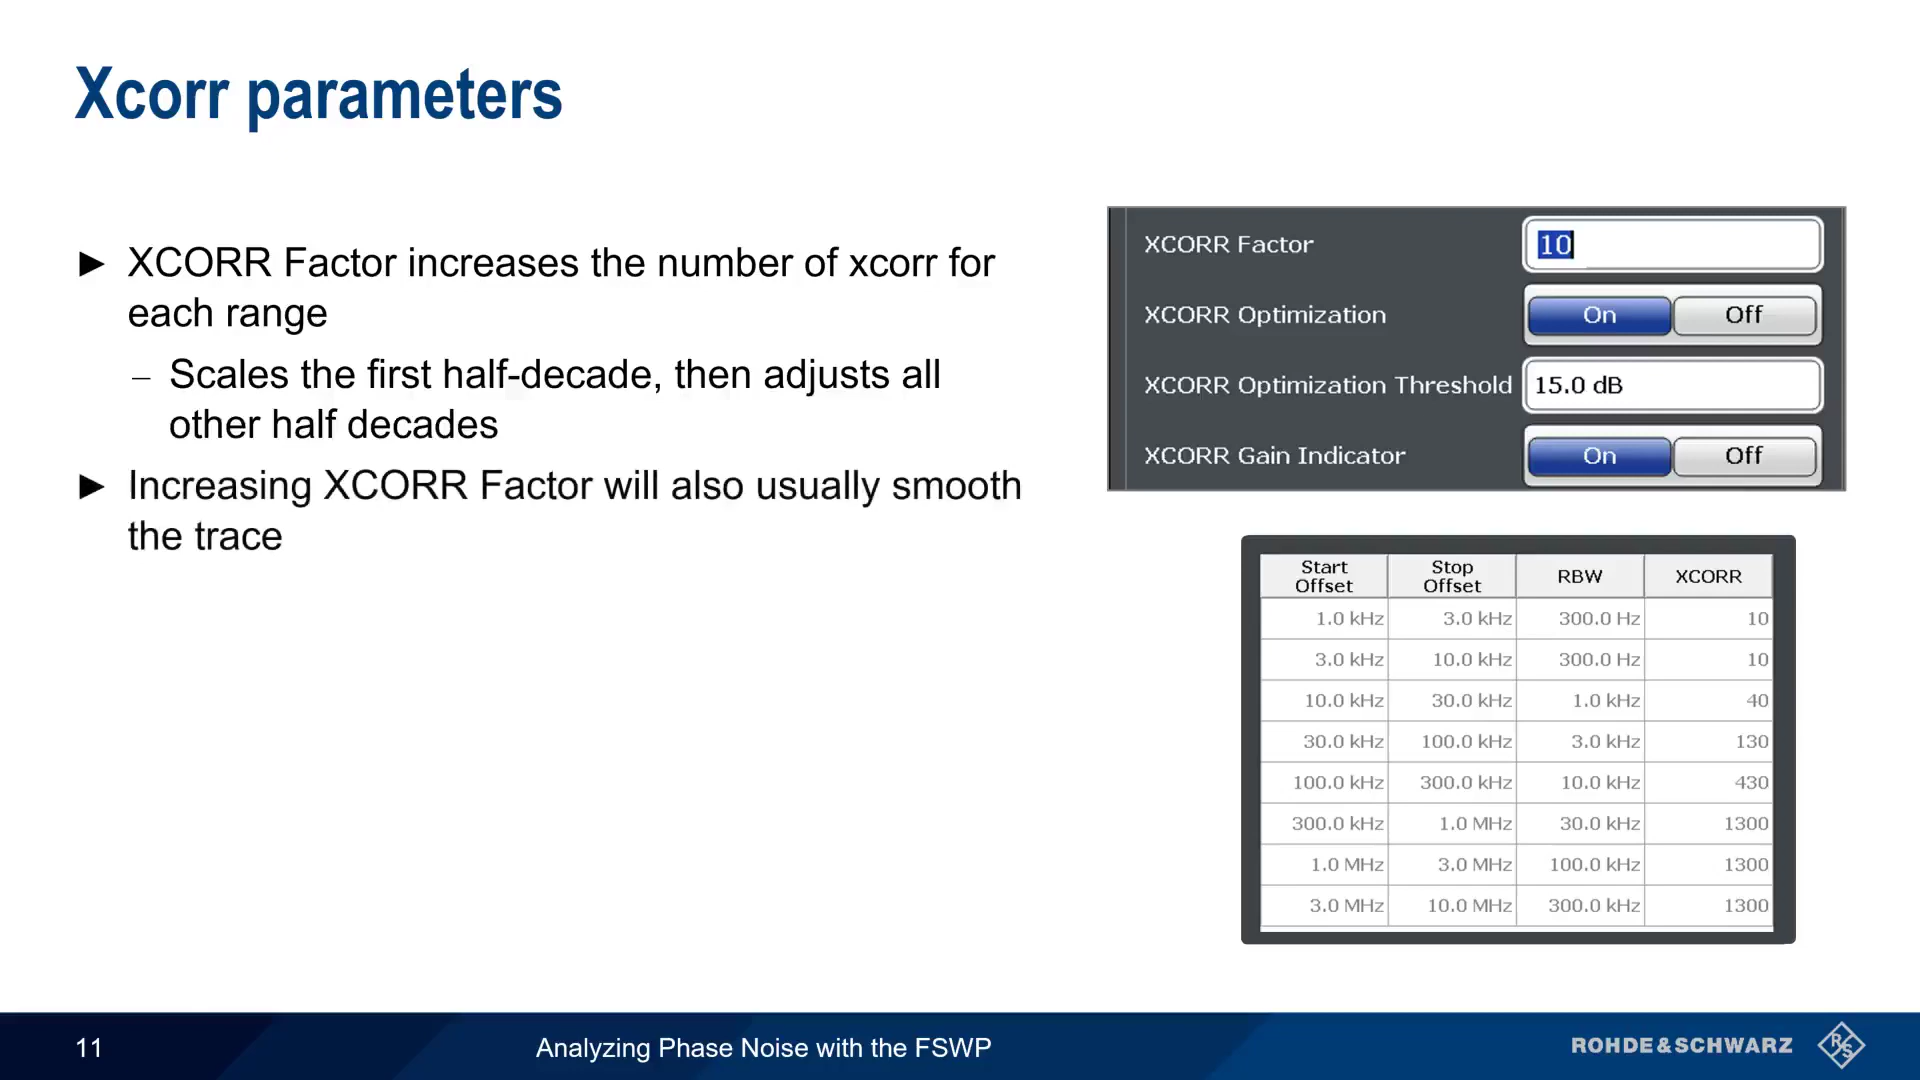 Xcorr parameters
► XCORR Factor increases the number of xcorr for
each range
– Scales the first half-decade, then adjusts all
other half decades
► Increasing XCORR Factor will also usually smooth
the trace
XCORR Factor 10
XCORR Optimization On Off
XCORR Optimization Threshold 15.0 dB
XCORR Gain Indicator On Off
Start Offset Stop Offset RBW XCORR
1.0 kHz 3.0 kHz 300.0 Hz 10
3.0 kHz 10.0 kHz 300.0 Hz 10
10.0 kHz 30.0 kHz 1.0 kHz 40
30.0 kHz 100.0 kHz 3.0 kHz 130
100.0 kHz 300.0 kHz 10.0 kHz 430
300.0 kHz 1.0 MHz 30.0 kHz 1300
1.0 MHz 3.0 MHz 100.0 kHz 1300
3.0 MHz 10.0 MHz 300.0 kHz 1300
11 Analyzing Phase Noise with the FSWP ROHDE&SCHWARZ RS